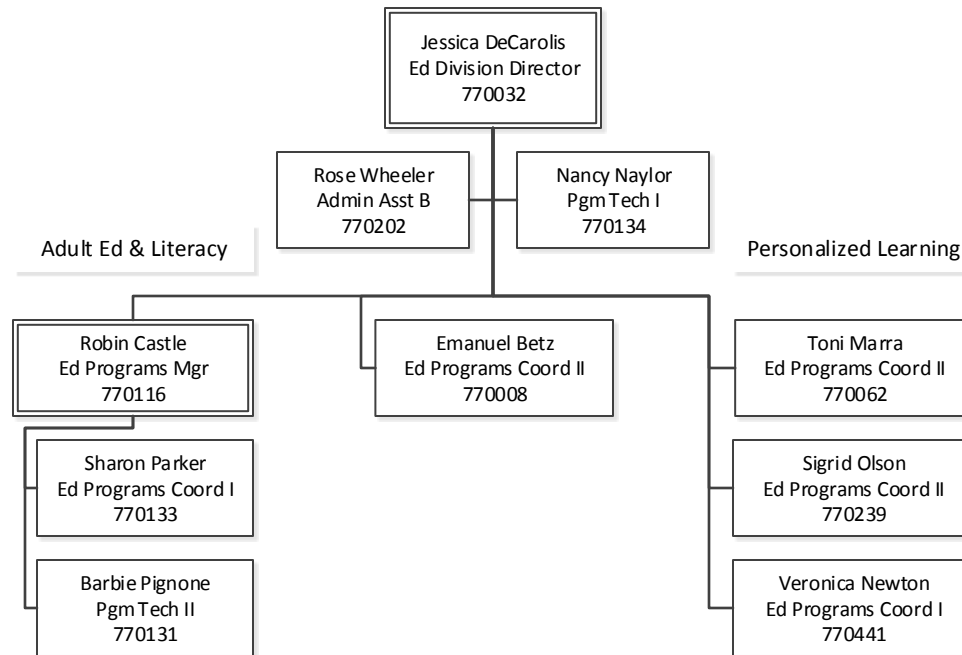 Jessica DeCarolis
Ed Division Director
770032
Rose Wheeler
Admin Asst B
770202
Nancy Naylor
Pgm Tech I
770134
Adult Ed & Literacy
Personalized Learning
Robin Castle
Ed Programs Mgr
770116
Emanuel Betz
Ed Programs Coord II
770008
Toni Marra
Ed Programs Coord II
770062
Sharon Parker
Ed Programs Coord I
770133
Sigrid Olson
Ed Programs Coord II
770239
Barbie Pignone
Pgm Tech II
770131
Veronica Newton
Ed Programs Coord I
770441